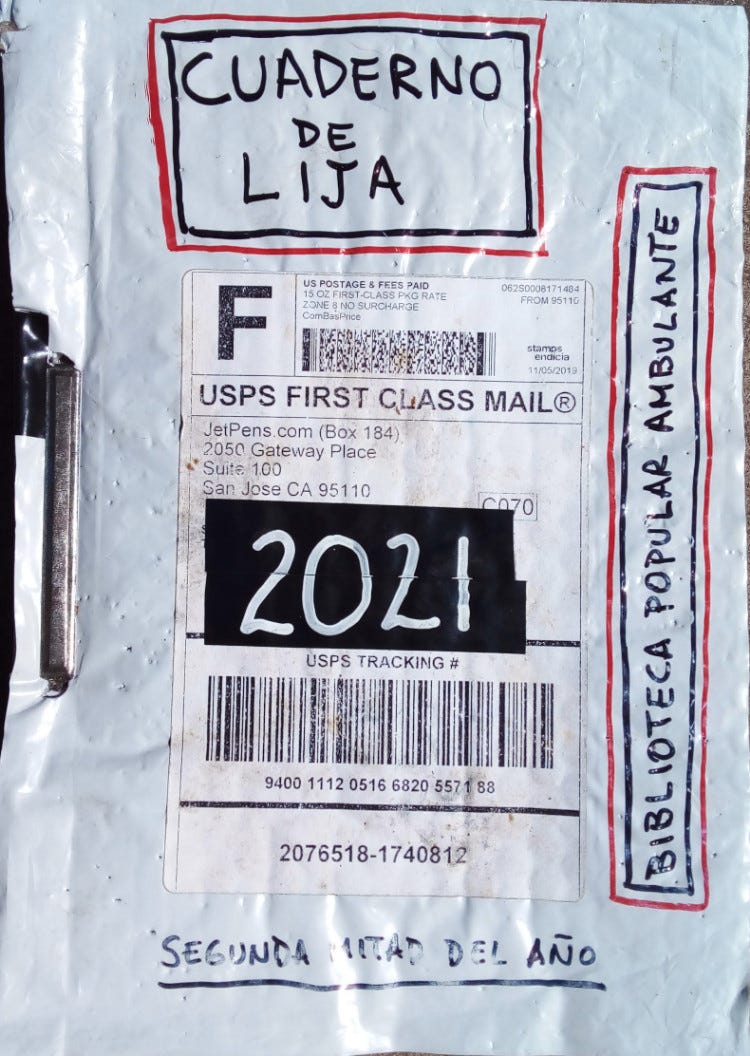 CUADERNO
DE
LIJA
F
US POSTAGE & FEES PAID
15 OZ FIRST-CLASS PKG RATE
ZONE 8 NO SURCHARGE
ComBasPrice
062S0008171484
FROM 95110
stamps
endicia
11/05/2019
USPS FIRST CLASS MAIL®
JetPens.com (Box 184)
2050 Gateway Place
Suite 100
San Jose CA 95110
C070
2021
USPS TRACKING #
9400 1112 0516 6820 5571 88
2076518-1740812
BIBLIOTECA POPULAR AMBULANTE
SEGUNDA MITAD DEL AÑO